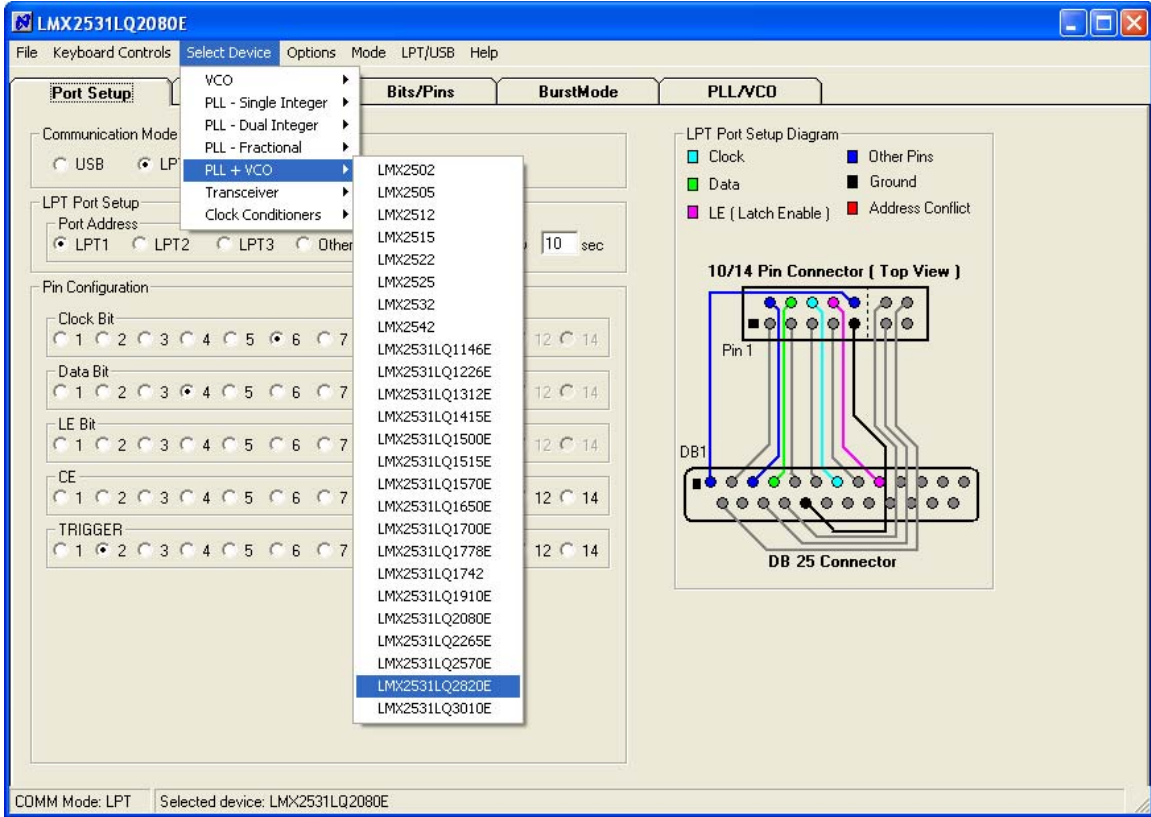 LMX2531LQ2080E
File Keyboard Controls Select Device Options Mode LPT/USB Help
Port Setup Bits/Pins BurstMode PLL/VCO
VCO
PLL - Single Integer
PLL - Dual Integer
PLL - Fractional
PLL + VCO
Transceiver
Clock Conditioners
LMX2502
LMX2505
LMX2512
LMX2515
LMX2522
LMX2525
LMX2532
LMX2542
LMX2531LQ1146E
LMX2531LQ1226E
LMX2531LQ1312E
LMX2531LQ1415E
LMX2531LQ1500E
LMX2531LQ1515E
LMX2531LQ1570E
LMX2531LQ1650E
LMX2531LQ1700E
LMX2531LQ1778E
LMX2531LQ1742
LMX2531LQ1910E
LMX2531LQ2080E
LMX2531LQ2265E
LMX2531LQ2570E
LMX2531LQ2820E
LMX2531LQ3010E
Communication Mode
USB LPT
LPT Port Setup
Port Address
LPT1 LPT2 LPT3 Other
10 sec
Pin Configuration
Clock Bit
1 2 3 4 5 6 7 12 14
Data Bit
1 2 3 4 5 6 7 12 14
LE Bit
1 2 3 4 5 6 7 12 14
CE
1 2 3 4 5 6 7 12 14
TRIGGER
1 2 3 4 5 6 7 12 14
LPT Port Setup Diagram
Clock Other Pins
Data Ground
LE ( Latch Enable ) Address Conflict
10/14 Pin Connector ( Top View )
Pin 1
DB1
DB 25 Connector
COMM Mode: LPT Selected device: LMX2531LQ2080E